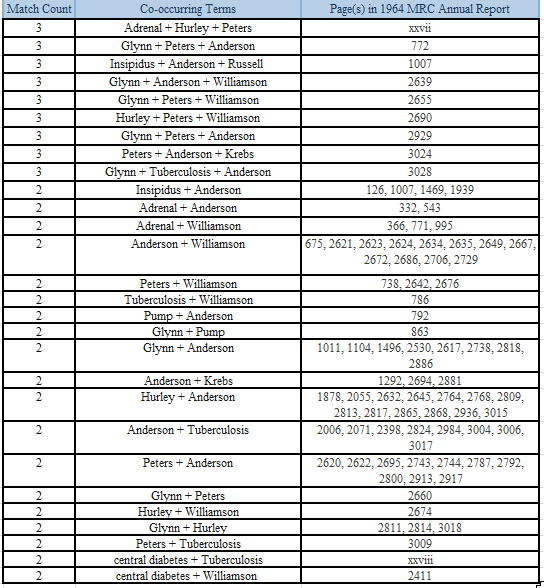 Match Count Co-occurring Terms Page(s) in 1964 MRC Annual Report
3 Adrenal + Hurley + Peters xxvii
3 Glynn + Peters + Anderson 772
3 Insipidus + Anderson + Russell 1007
3 Glynn + Anderson + Williamson 2639
3 Glynn + Peters + Williamson 2655
3 Hurley + Peters + Williamson 2690
3 Glynn + Peters + Anderson 2929
3 Peters + Anderson + Krebs 3024
3 Glynn + Tuberculosis + Anderson 3028
2 Insipidus + Anderson 126, 1007, 1469, 1939
2 Adrenal + Anderson 332, 543
2 Adrenal + Williamson 366, 771, 995
2 Anderson + Williamson 675, 2621, 2623, 2624, 2634, 2635, 2649, 2667,
2672, 2686, 2706, 2729
2 Peters + Williamson 738, 2642, 2676
2 Tuberculosis + Williamson 786
2 Pump + Anderson 792
2 Glynn + Pump 863
2 Glynn + Anderson 1011, 1104, 1496, 2530, 2617, 2738, 2818,
2886
2 Anderson + Krebs 1292, 2694, 2881
2 Hurley + Anderson 1878, 2055, 2632, 2645, 2764, 2768, 2809,
2813, 2817, 2865, 2868, 2936, 3015
2 Anderson + Tuberculosis 2006, 2071, 2398, 2824, 2984, 3004, 3006,
3017
2 Peters + Anderson 2620, 2622, 2695, 2743, 2744, 2787, 2792,
2800, 2913, 2917
2 Glynn + Peters 2660
2 Hurley + Williamson 2674
2 Glynn + Hurley 2811, 2814, 3018
2 Peters + Tuberculosis 3009
2 central diabetes + Tuberculosis xxviii
2 central diabetes + Williamson 2411